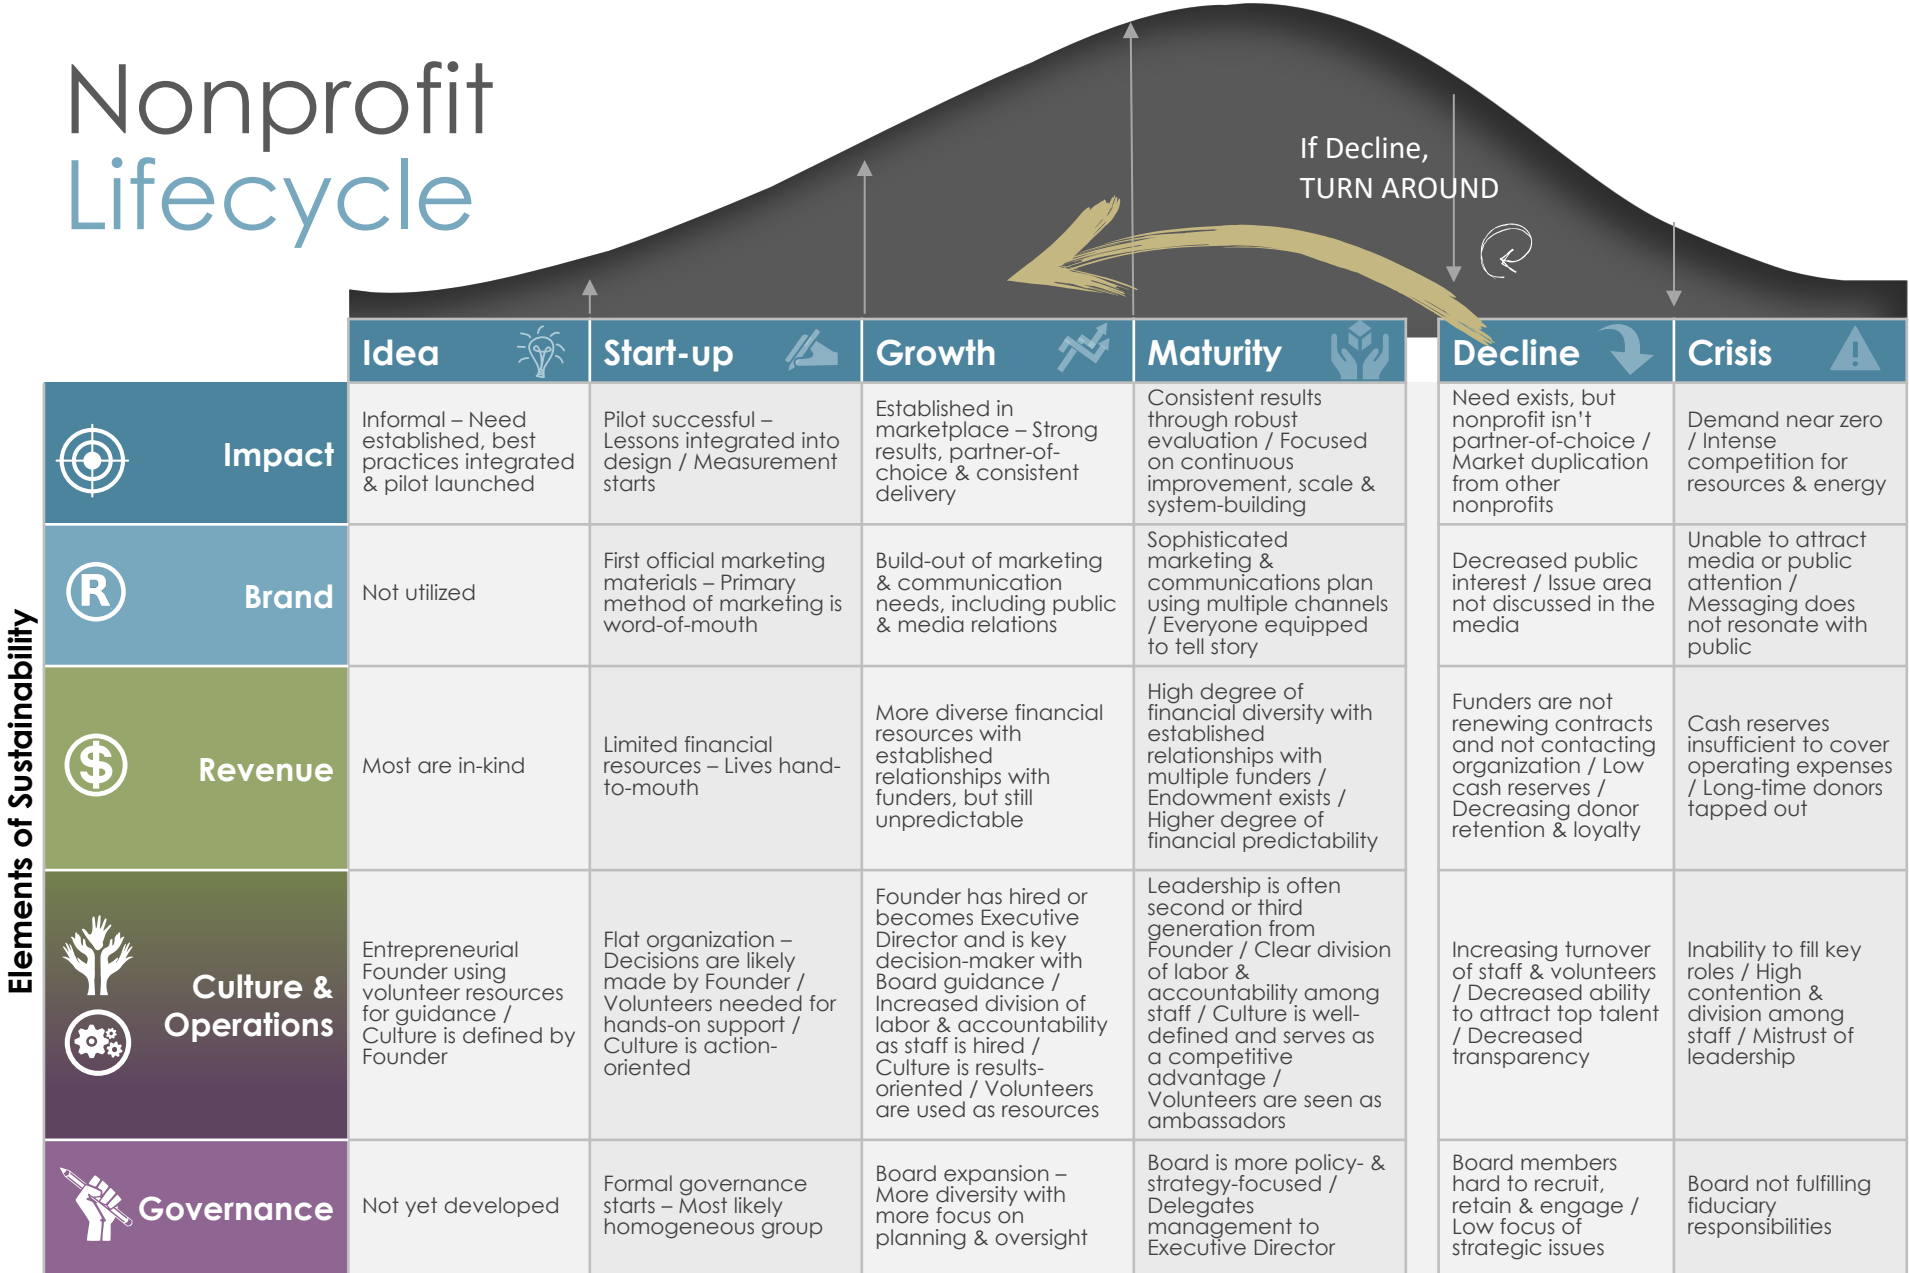 Nonprofit
Lifecycle
If Decline,
TURN AROUND
Idea
Start-up
Growth
Maturity
Decline
Crisis
Elements of Sustainability
Impact
Informal – Need
established, best
practices integrated
& pilot launched
Pilot successful –
Lessons integrated into
design / Measurement
starts
Established in
marketplace – Strong
results, partner-of-
choice & consistent
delivery
Consistent results
through robust
evaluation / Focused
on continuous
improvement, scale &
system-building
Need exists, but
nonprofit isn't
partner-of-choice /
Market duplication
from other
nonprofits
Demand near zero
/ Intense
competition for
resources & energy
R
Brand
Not utilized
First official marketing
materials – Primary
method of marketing is
word-of-mouth
Build-out of marketing
& communication
needs, including public
& media relations
Sophisticated
marketing &
communications plan
using multiple channels
/ Everyone equipped
to tell story
Decreased public
interest / Issue area
not discussed in the
media
Unable to attract
media or public
attention /
Messaging does
not resonate with
public
$
Revenue
Most are in-kind
Limited financial
resources – Lives hand-
to-mouth
More diverse financial
resources with
established
relationships with
funders, but still
unpredictable
High degree of
financial diversity with
established
relationships with
multiple funders /
Endowment exists /
Higher degree of
financial predictability
Funders are not
renewing contracts
and not contacting
organization / Low
cash reserves /
Decreasing donor
retention & loyalty
Cash reserves
insufficient to cover
operating expenses
/ Long-time donors
tapped out
Culture &
Operations
Entrepreneurial
Founder using
volunteer resources
for guidance /
Culture is defined by
Founder
Flat organization –
Decisions are likely
made by Founder /
Volunteers needed for
hands-on support /
Culture is action-
oriented
Founder has hired or
becomes Executive
Director and is key
decision-maker with
Board guidance /
Increased division of
labor & accountability
as staff is hired /
Culture is results-
oriented / Volunteers
are used as resources
Leadership is often
second or third
generation from
Founder / Clear division
of labor &
accountability among
staff / Culture is well-
defined and serves as
a competitive
advantage /
Volunteers are seen as
ambassadors
Increasing turnover
of staff & volunteers
/ Decreased ability
to attract top talent
/ Decreased
transparency
Inability to fill key
roles / High
contention &
division among
staff / Mistrust of
leadership
Governance
Not yet developed
Formal governance
starts – Most likely
homogeneous group
Board expansion –
More diversity with
more focus on
planning & oversight
Board is more policy- &
strategy-focused /
Delegates
management to
Executive Director
Board members
hard to recruit,
retain & engage /
Low focus of
strategic issues
Board not fulfilling
fiduciary
responsibilities